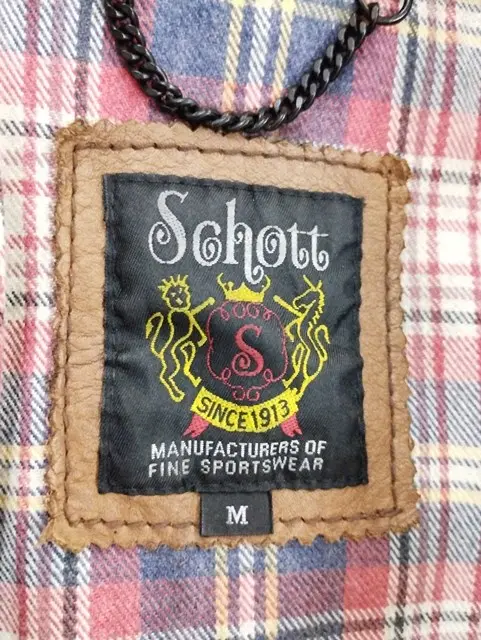 Schott
S
SINCE 1913
MANUFACTURERS OF
FINE SPORTSWEAR
M